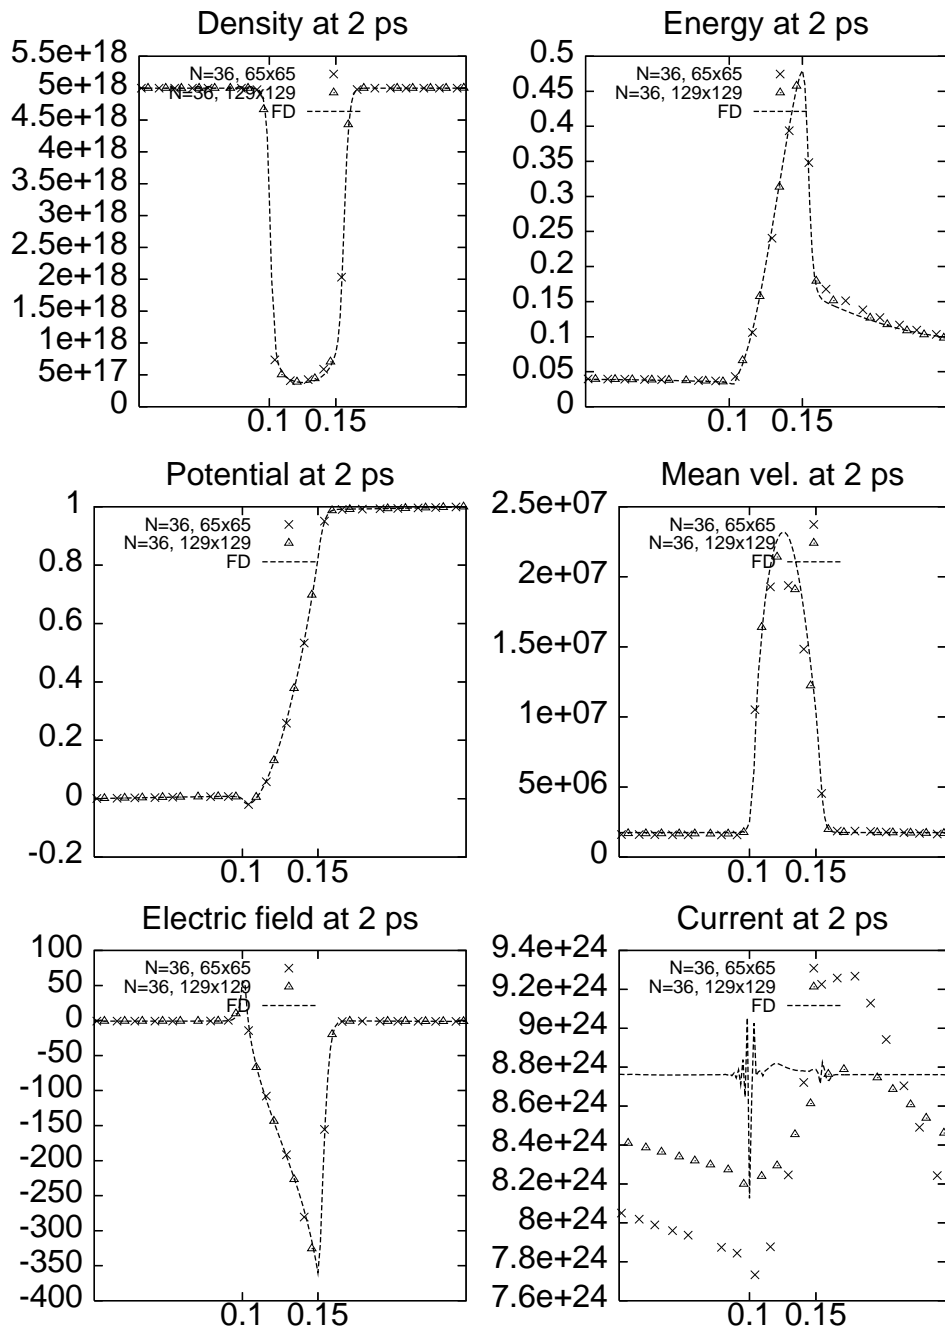 Density at 2 ps
5.5e+18
5e+18
4.5e+18
4e+18
3.5e+18
3e+18
2.5e+18
2e+18
1.5e+18
1e+18
5e+17
0
0.1 0.15
N=36, 65x65
N=36, 129x129
FD
Energy at 2 ps
0.5
0.45
0.4
0.35
0.3
0.25
0.2
0.15
0.1
0.05
0
0.1 0.15
N=36, 65x65
N=36, 129x129
FD
Potential at 2 ps
1
0.8
0.6
0.4
0.2
0
-0.2
0.1 0.15
N=36, 65x65
N=36, 129x129
FD
Mean vel. at 2 ps
2.5e+07
2e+07
1.5e+07
1e+07
5e+06
0
0.1 0.15
N=36, 65x65
N=36, 129x129
FD
Electric field at 2 ps
100
50
0
-50
-100
-150
-200
-250
-300
-350
-400
0.1 0.15
N=36, 65x65
N=36, 129x129
FD
Current at 2 ps
9.4e+24
9.2e+24
9e+24
8.8e+24
8.6e+24
8.4e+24
8.2e+24
8e+24
7.8e+24
7.6e+24
0.1 0.15
N=36, 65x65
N=36, 129x129
FD